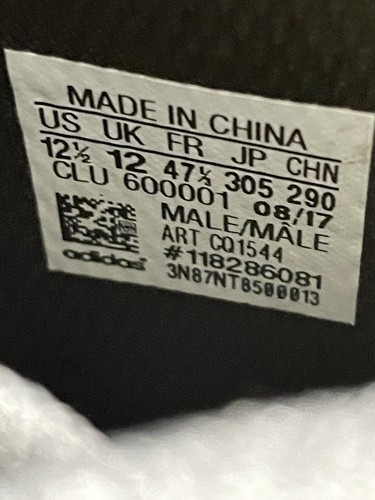 MADE IN CHINA
US UK FR JP CHN
12½ 12 47⅓ 305 290
CLU 600001 08/17
MALE/MÂLE
ART CQ1544
#118286081
3N87NT8500013
adidas